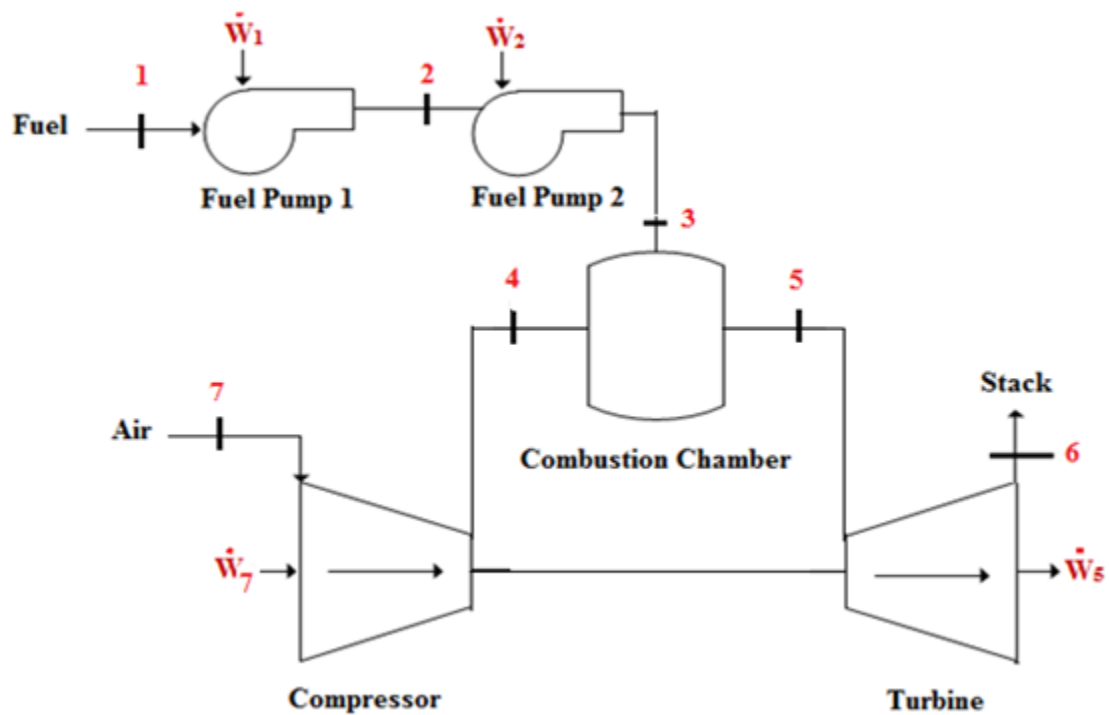 Ẇ1
Ẇ2
1
2
Fuel
Fuel Pump 1
Fuel Pump 2
3
4
5
7
Stack
Air
6
Combustion Chamber
Ẇ7
Ẇ5
Compressor
Turbine